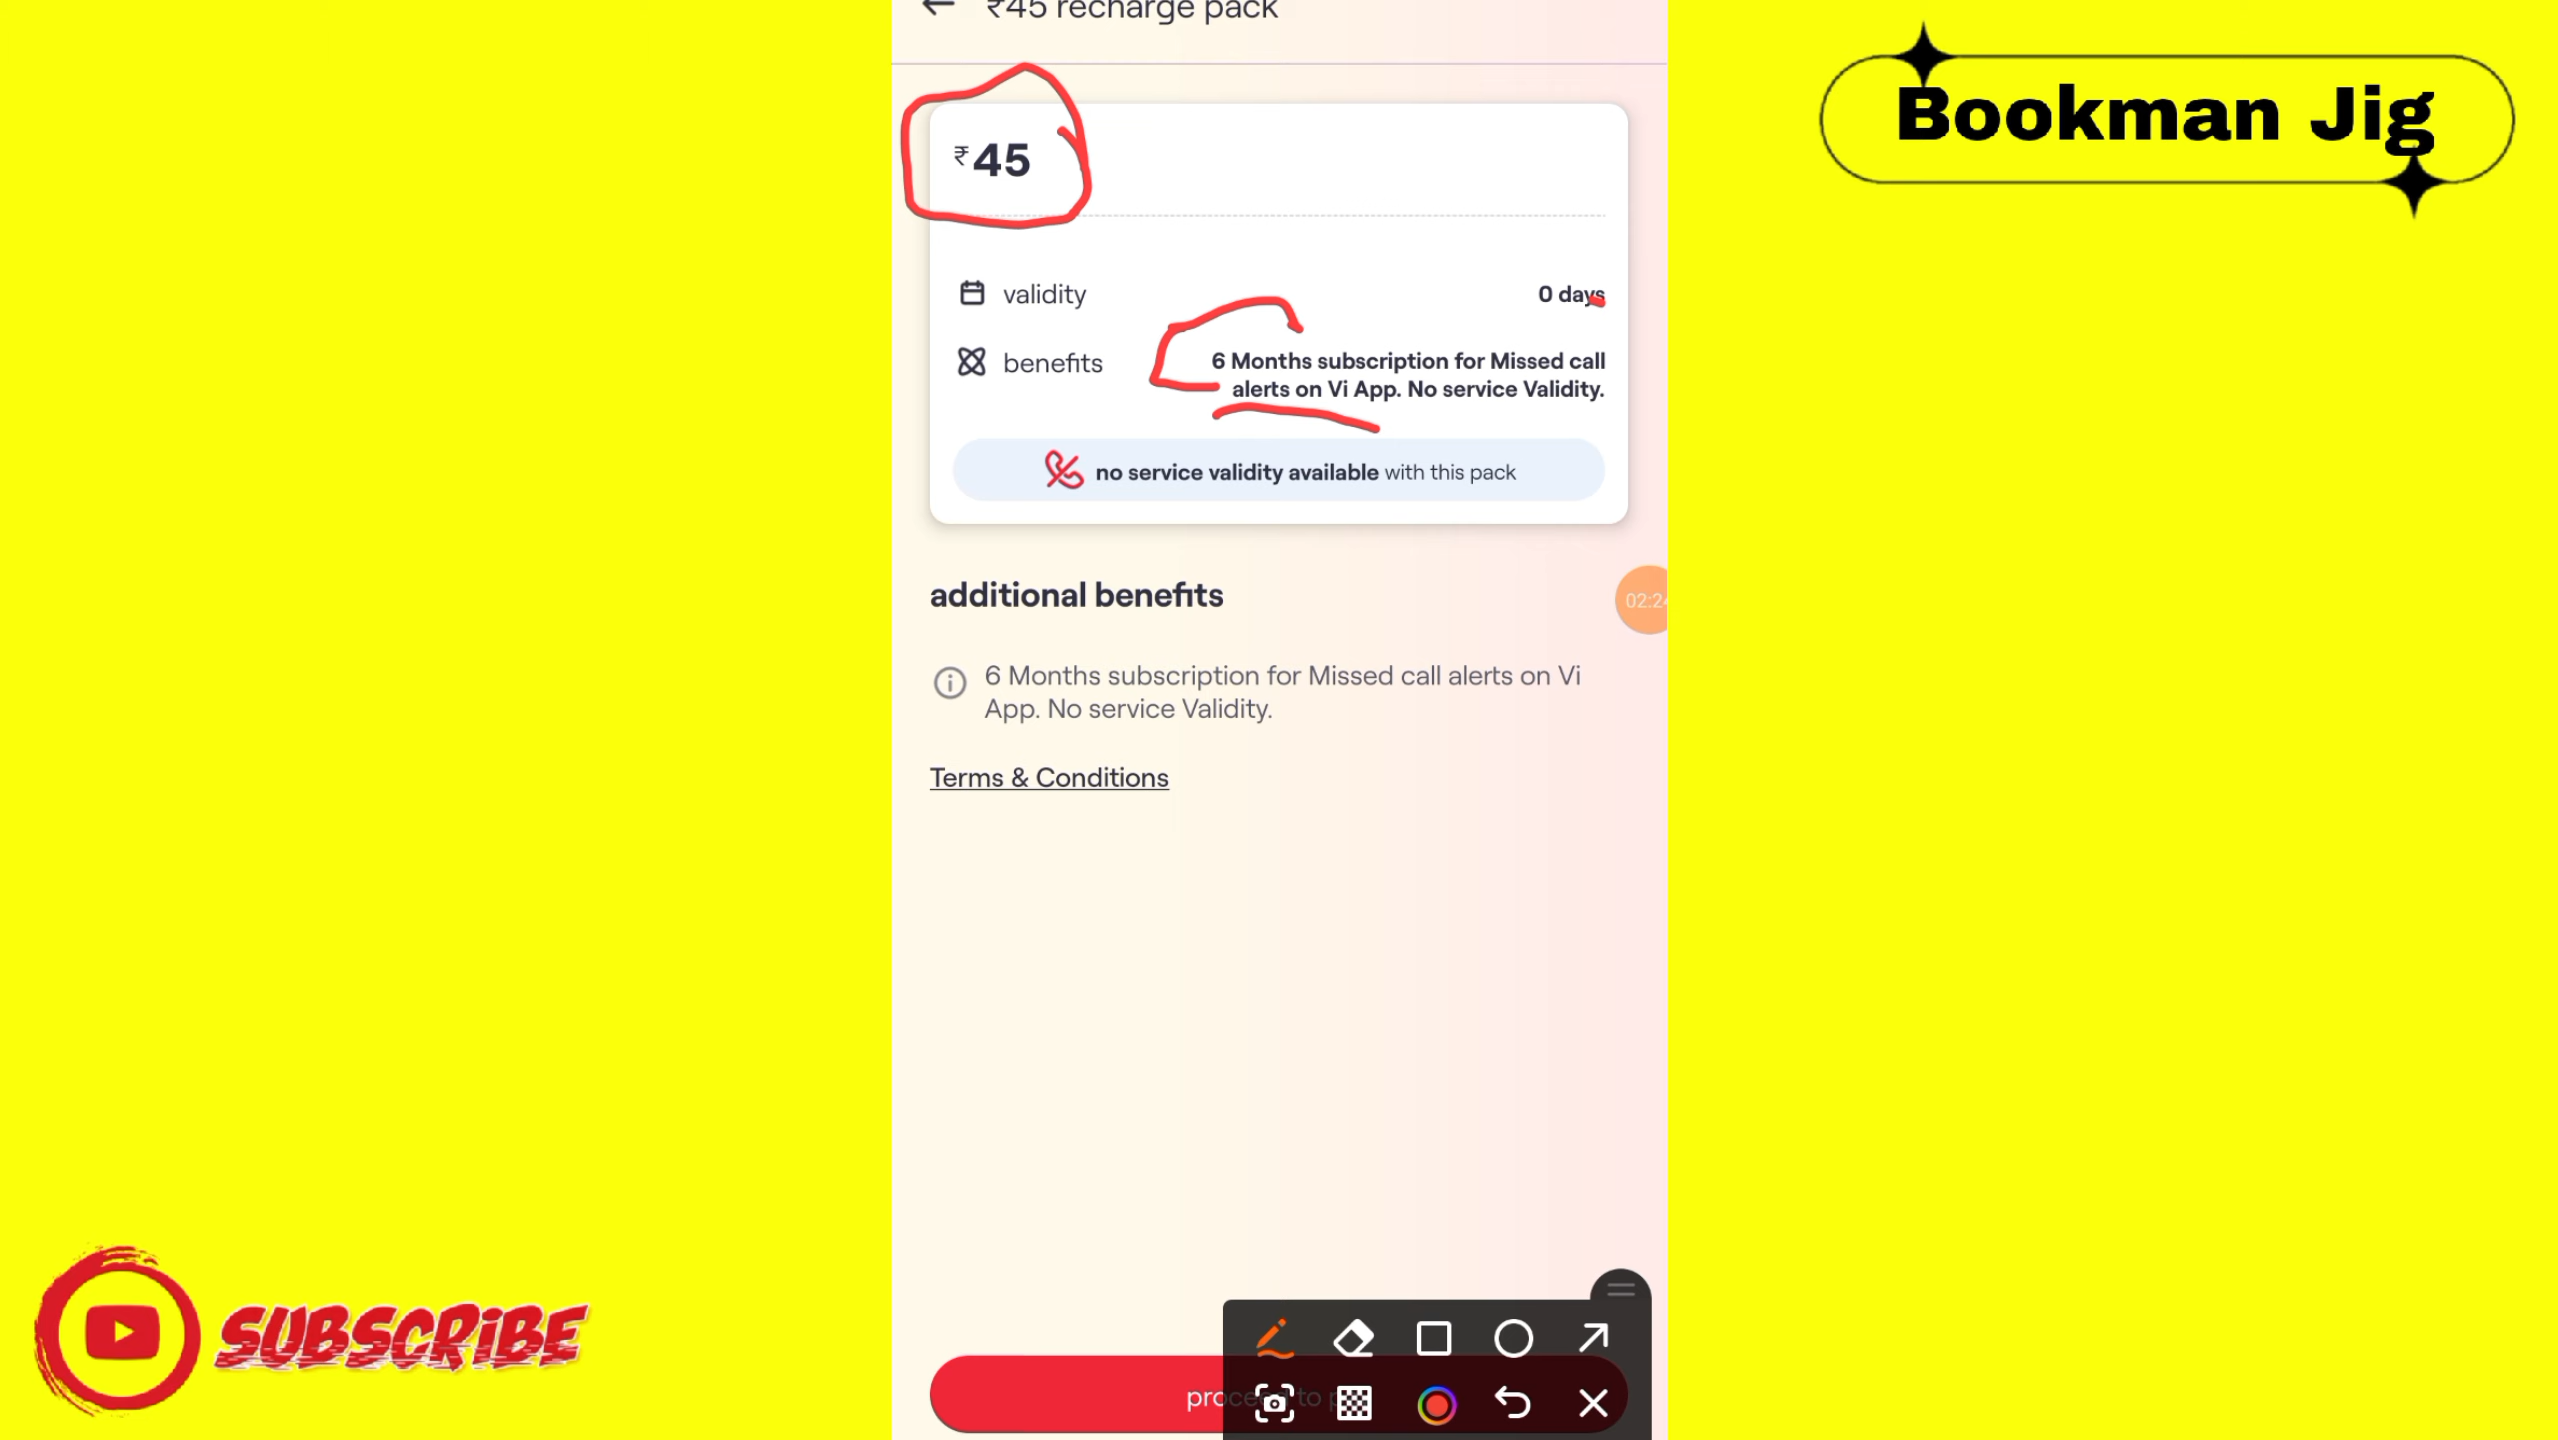 ₹45 recharge pack
Bookman Jig
₹45
validity
0 days
benefits
6 Months subscription for Missed call
alerts on Vi App. No service Validity.
no service validity available with this pack
additional benefits
6 Months subscription for Missed call alerts on Vi
App. No service Validity.
Terms & Conditions
SUBSCRIBE
proceed to